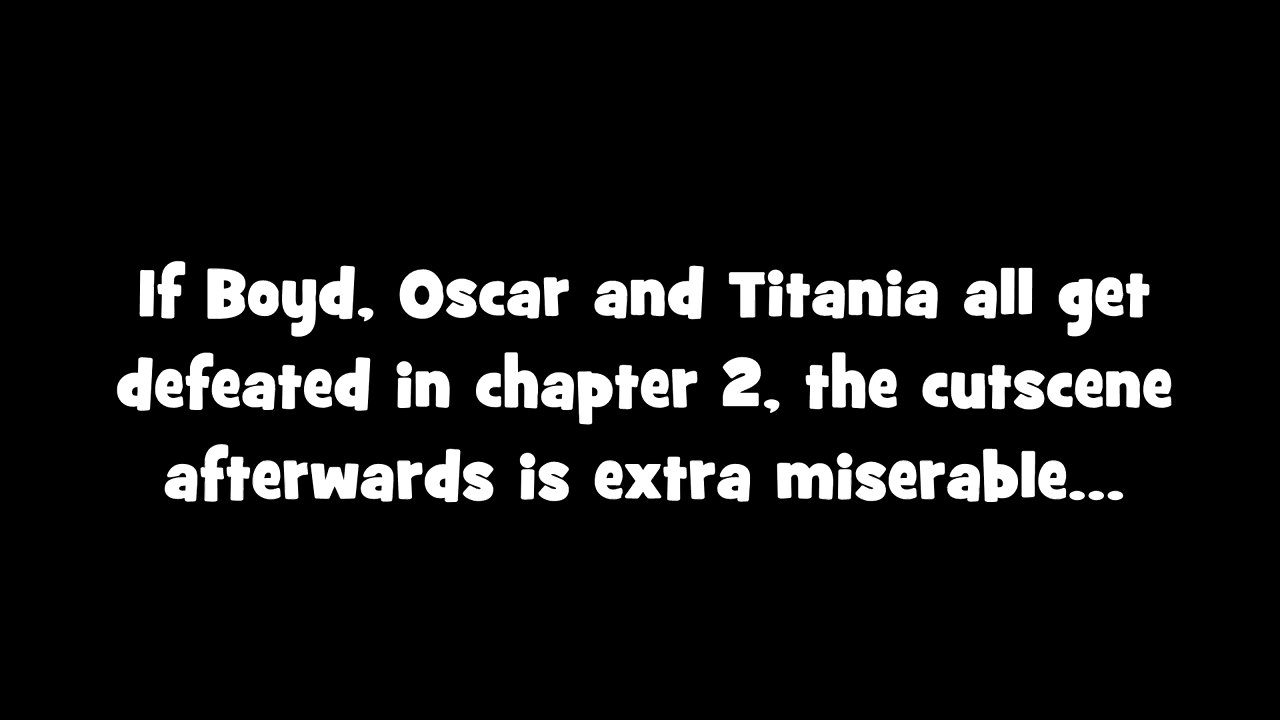 If Boyd, Oscar and Titania all get
defeated in chapter 2, the cutscene
afterwards is extra miserable...